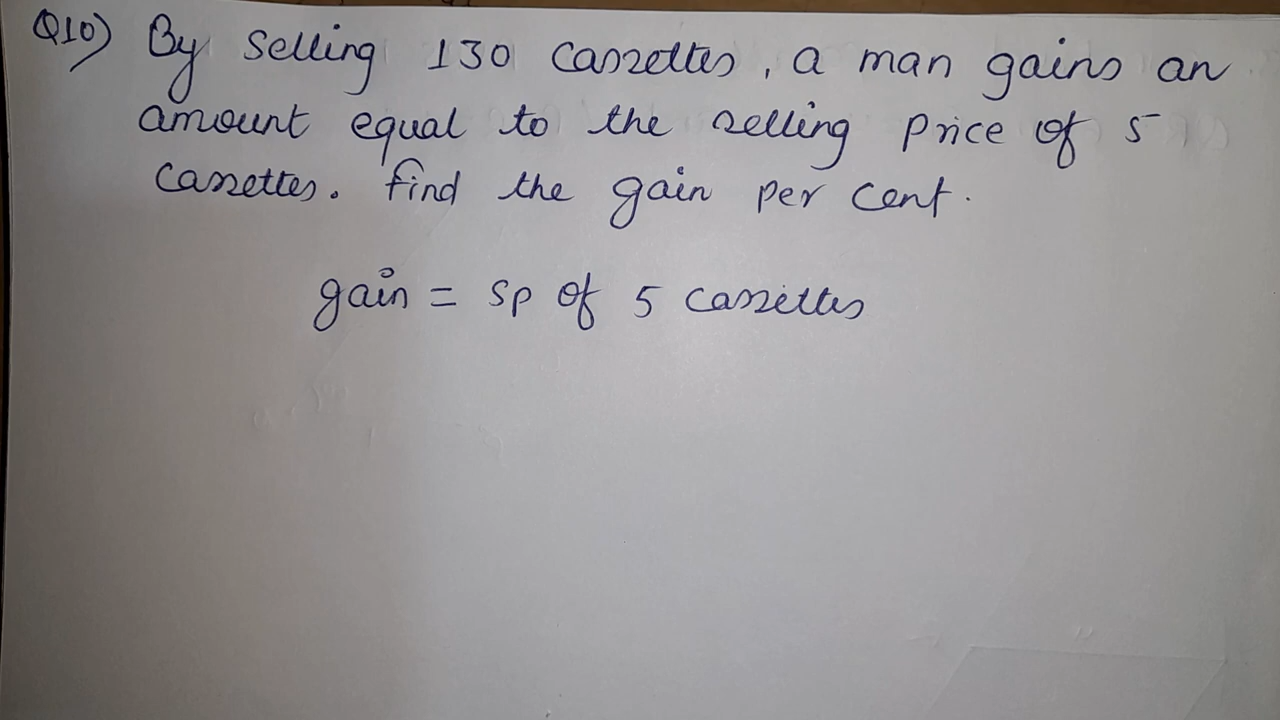 Q10) By selling 130 cassettes, a man gains an
amount equal to the selling price of 5
cassettes. find the gain per cent.
gain = SP of 5 cassettes